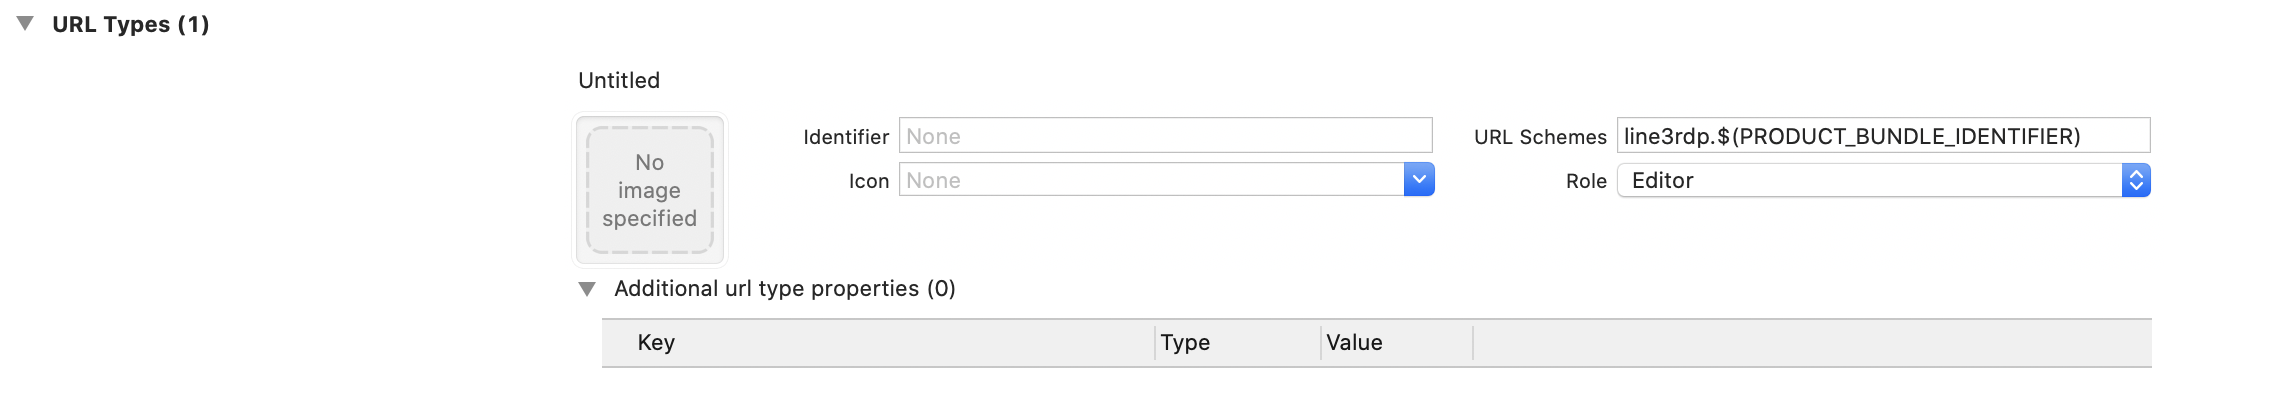 URL Types (1)
Untitled
No
image
specified
Identifier None
URL Schemes line3rdp.$(PRODUCT_BUNDLE_IDENTIFIER)
Icon None
Role Editor
Additional url type properties (0)
Key Type Value